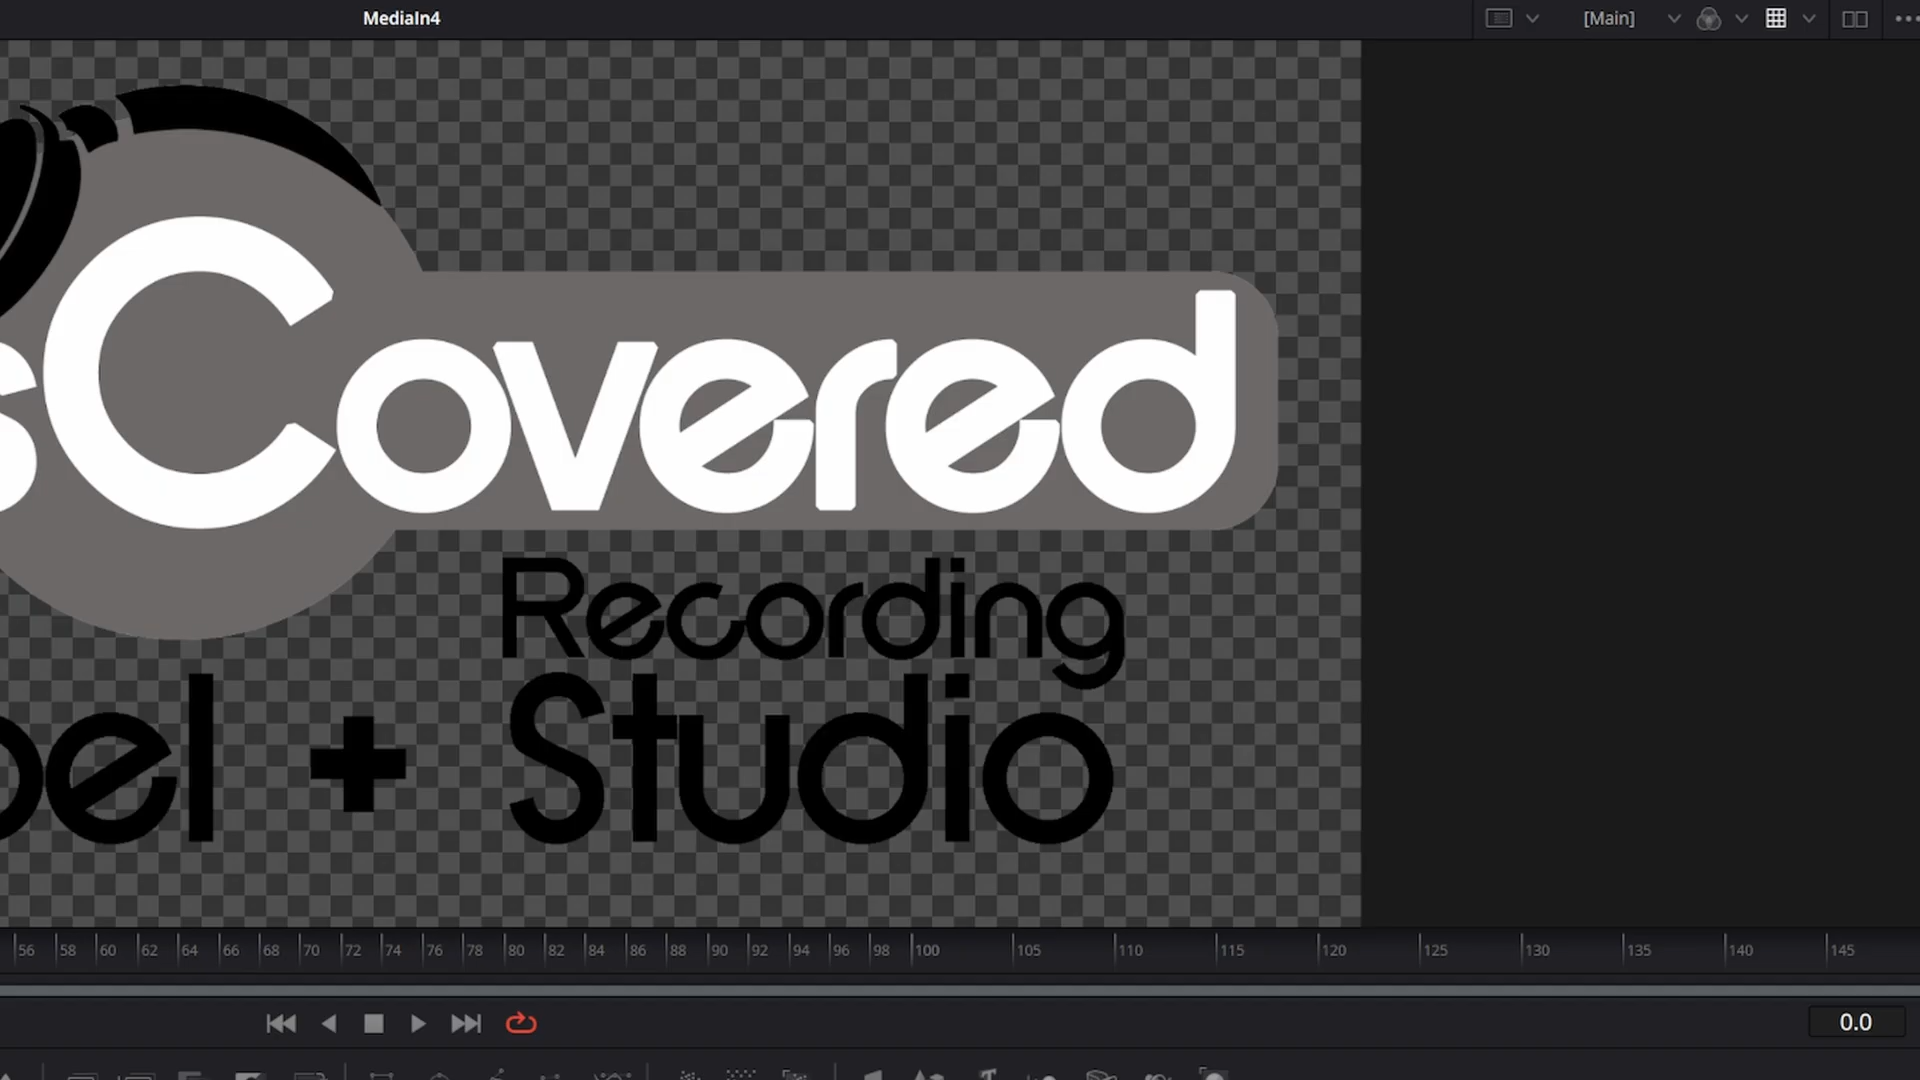 MediaIn4
[Main]
sCovered
Recording
bel + Studio
56 58 60 62 64 66 68 70 72 74 76 78 80 82 84 86 88 90 92 94 96 98 100 105 110 115 120 125 130 135 140 145
0.0